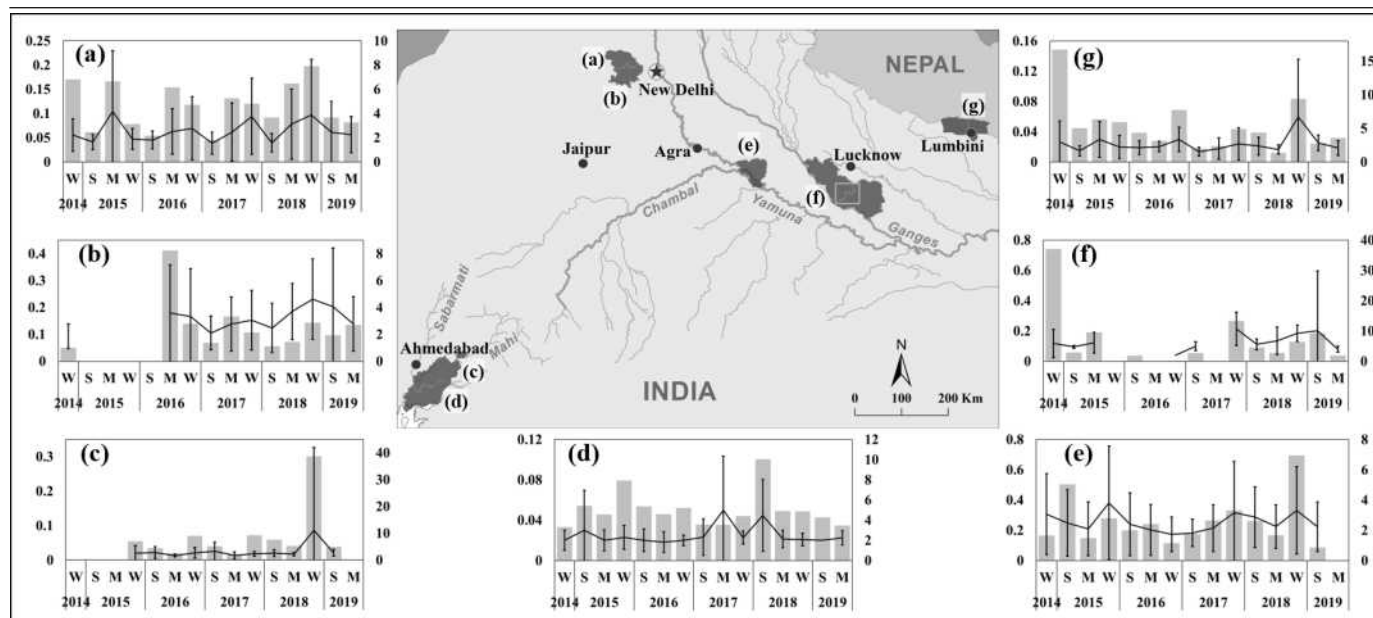 (a)
0.25
0.2
0.15
0.1
0.05
0
10
8
6
4
2
0
W S M W S M W S M W S M W S M
2014 2015 2016 2017 2018 2019
(b)
0.4
0.3
0.2
0.1
0
8
6
4
2
0
W S M W S M W S M W S M W S M
2014 2015 2016 2017 2018 2019
(c)
0.3
0.2
0.1
0
40
30
20
10
0
W S M W S M W S M W S M W S M
2014 2015 2016 2017 2018 2019
NEPAL
(a)
New Delhi
(b)
(g)
Lumbini
Jaipur
Agra
(e)
Lucknow
(f)
Chambal
Yamuna
Ganges
Sabarmati
Mahi
Ahmedabad
(c)
(d)
INDIA
N
0 100 200 Km
(d)
0.12
0.08
0.04
0
12
10
8
6
4
2
0
W S M W S M W S M W S M W S M
2014 2015 2016 2017 2018 2019
(g)
0.16
0.12
0.08
0.04
0
15
10
5
0
W S M W S M W S M W S M W S M
2014 2015 2016 2017 2018 2019
(f)
0.8
0.6
0.4
0.2
0
40
30
20
10
0
W S M W S M W S M W S M W S M
2014 2015 2016 2017 2018 2019
(e)
0.8
0.6
0.4
0.2
0
8
6
4
2
0
W S M W S M W S M W S M W S M
2014 2015 2016 2017 2018 2019